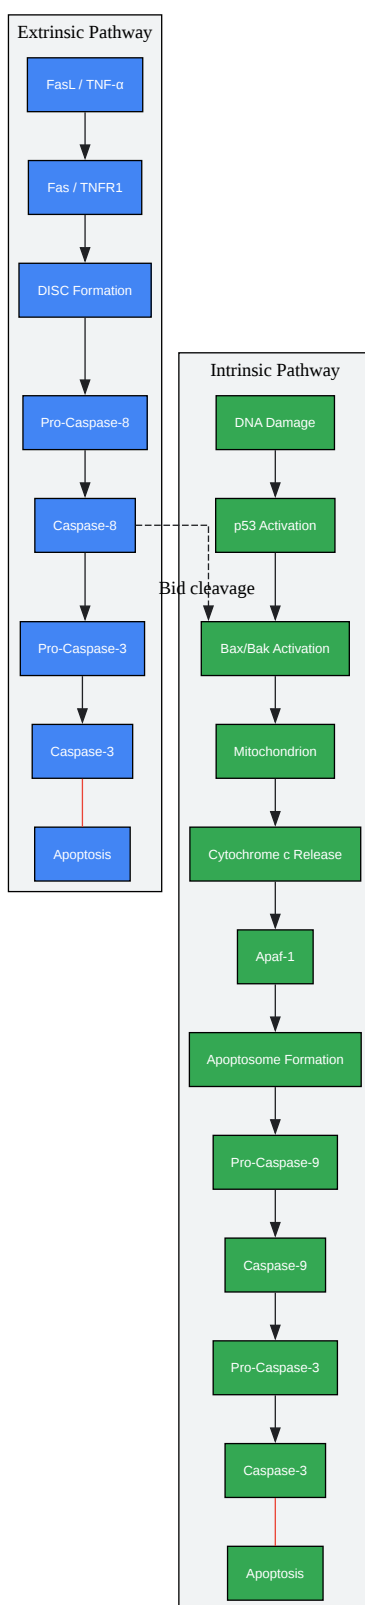 Extrinsic Pathway
FasL / TNF-α
Fas / TNFR1
DISC Formation
Pro-Caspase-8
Caspase-8
Pro-Caspase-3
Caspase-3
Apoptosis
Bid cleavage
Intrinsic Pathway
DNA Damage
p53 Activation
Bax/Bak Activation
Mitochondrion
Cytochrome c Release
Apaf-1
Apoptosome Formation
Pro-Caspase-9
Caspase-9
Pro-Caspase-3
Caspase-3
Apoptosis